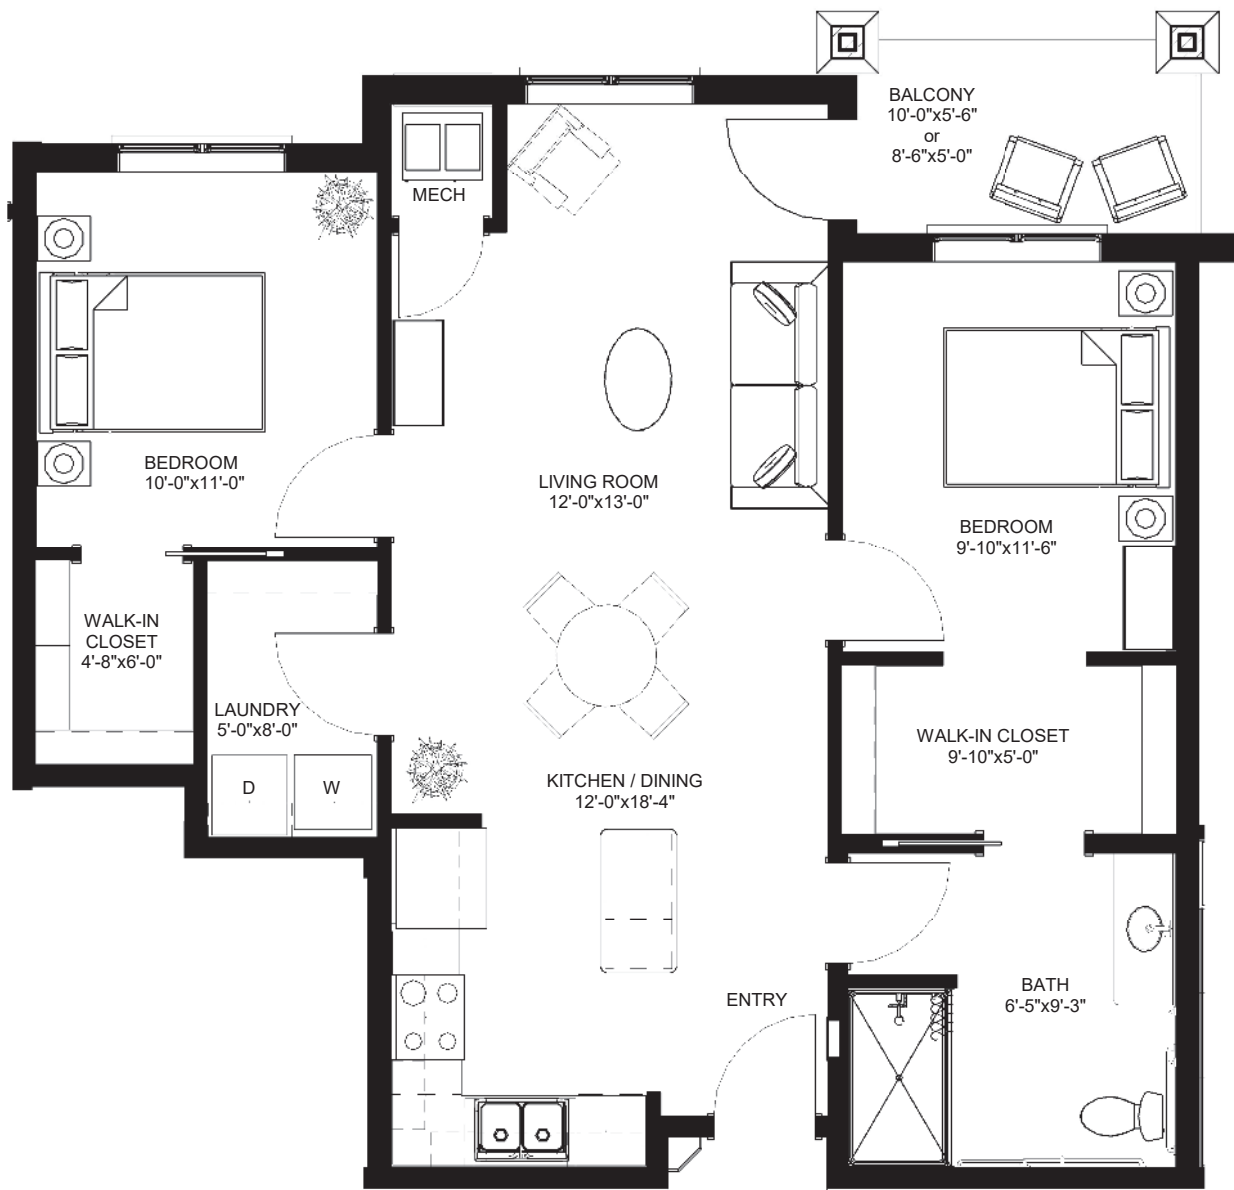 BALCONY
10'-0"x5'-6"
or
8'-6"x5'-0"
MECH
BEDROOM
10'-0"x11'-0"
LIVING ROOM
12'-0"x13'-0"
BEDROOM
9'-10"x11'-6"
WALK-IN
CLOSET
4'-8"x6'-0"
LAUNDRY
5'-0"x8'-0"
D
W
KITCHEN / DINING
12'-0"x18'-4"
WALK-IN CLOSET
9'-10"x5'-0"
ENTRY
BATH
6'-5"x9'-3"